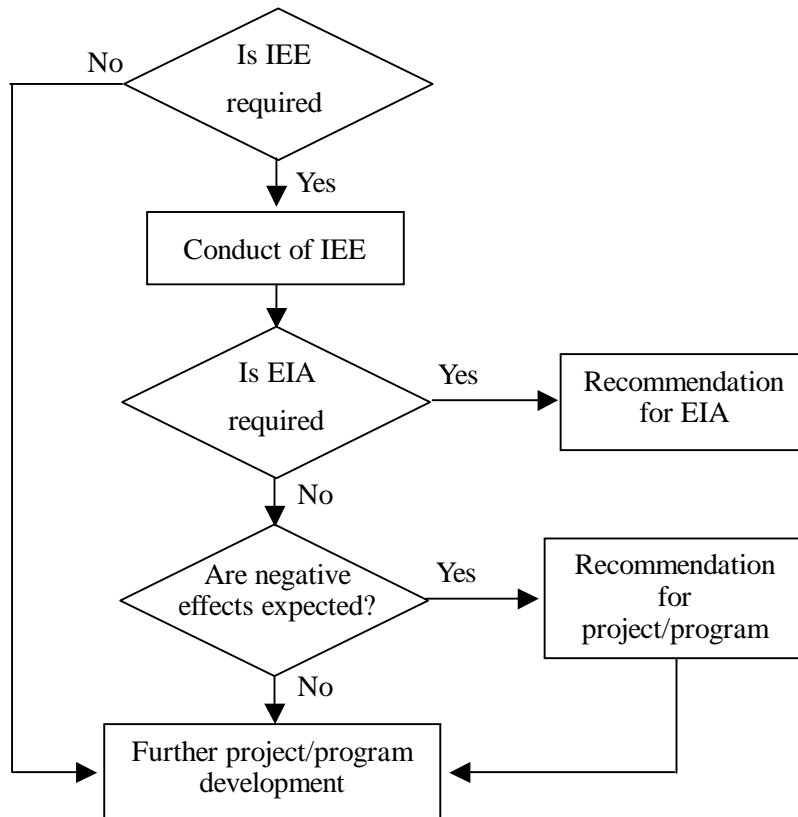 No
Is IEE
required
Yes
Conduct of IEE
Is EIA
required
Yes
Recommendation
for EIA
No
Are negative
effects expected?
Yes
Recommendation
for
project/program
No
Further project/program
development